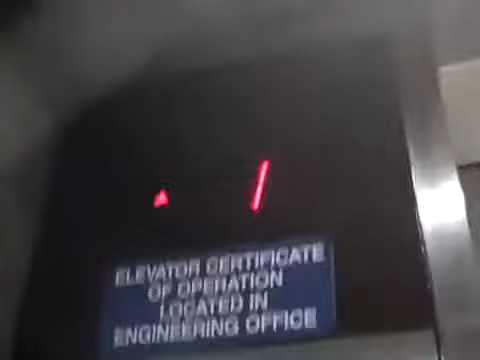 1
ELEVATOR CERTIFICATE
OF OPERATION
LOCATED IN
ENGINEERING OFFICE